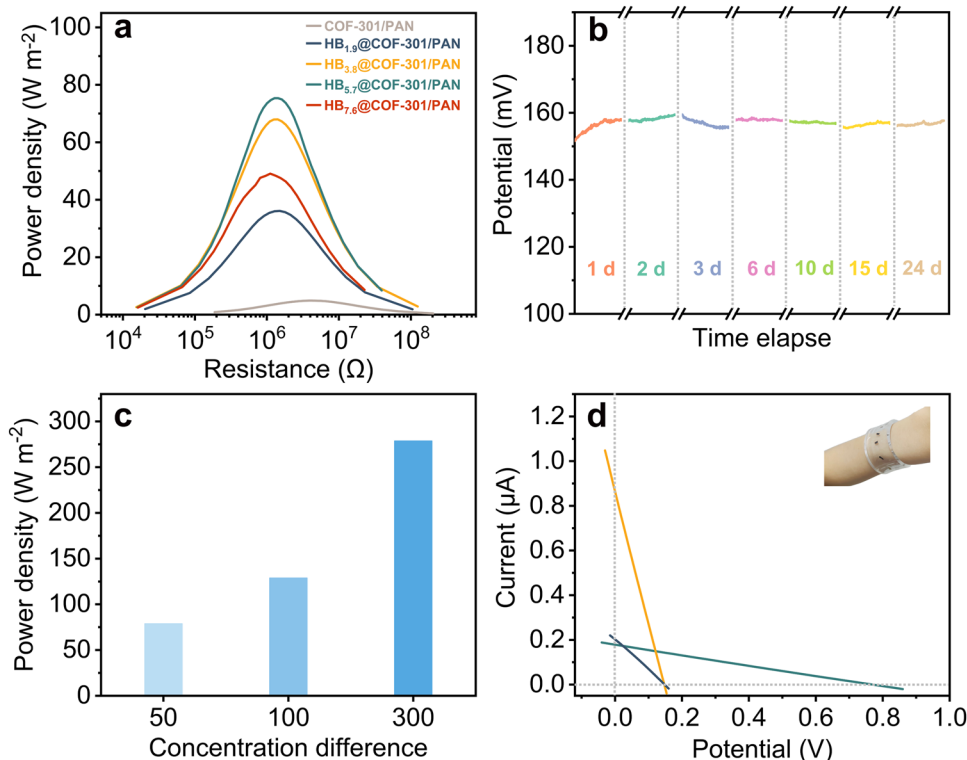 a
Power density (W m⁻²)
100
80
60
40
20
0
COF-301/PAN
HB₁.₉@COF-301/PAN
HB₃.₈@COF-301/PAN
HB₅.₇@COF-301/PAN
HB₇.₆@COF-301/PAN
10⁴ 10⁵ 10⁶ 10⁷ 10⁸
Resistance (Ω)
b
Potential (mV)
180
160
140
120
100
1 d 2 d 3 d 6 d 10 d 15 d 24 d
Time elapse
c
Power density (W m⁻²)
300
250
200
150
100
50
0
50 100 300
Concentration difference
d
Current (μA)
1.2
1.0
0.8
0.6
0.4
0.2
0.0
0.0 0.2 0.4 0.6 0.8 1.0
Potential (V)